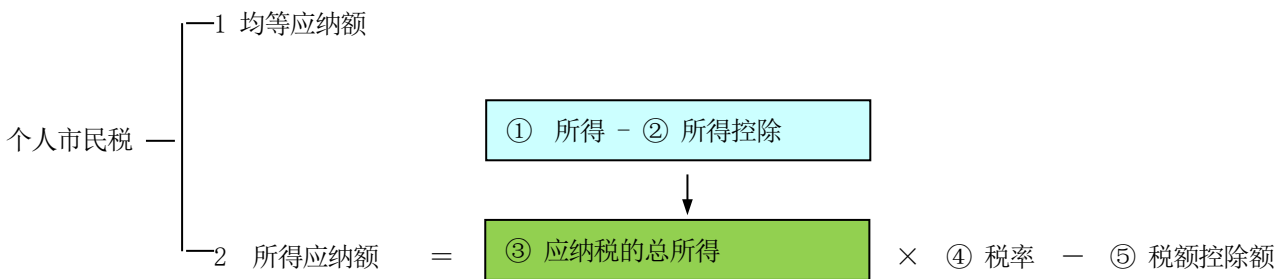 1 均等应纳额
① 所得 - ② 所得控除
个人市民税
2 所得应纳额 = ③ 应纳税的总所得 × ④ 税率 － ⑤ 税额控除额